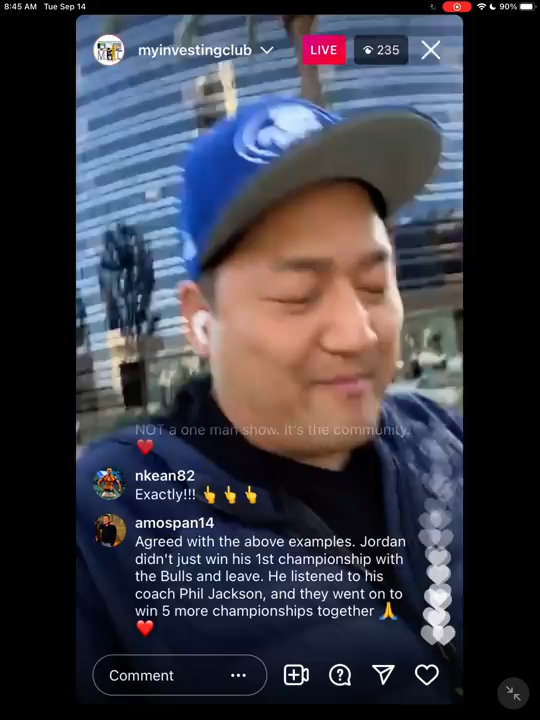 8:45 AM Tue Sep 14
90%
myinvestingclub
LIVE
235
NOT a one man show. It's the community.
❤️
nkean82
Exactly!!! 👆👆👆
amospan14
Agreed with the above examples. Jordan
didn't just win his 1st championship with
the Bulls and leave. He listened to his
coach Phil Jackson, and they went on to
win 5 more championships together 🙏
❤️
Comment